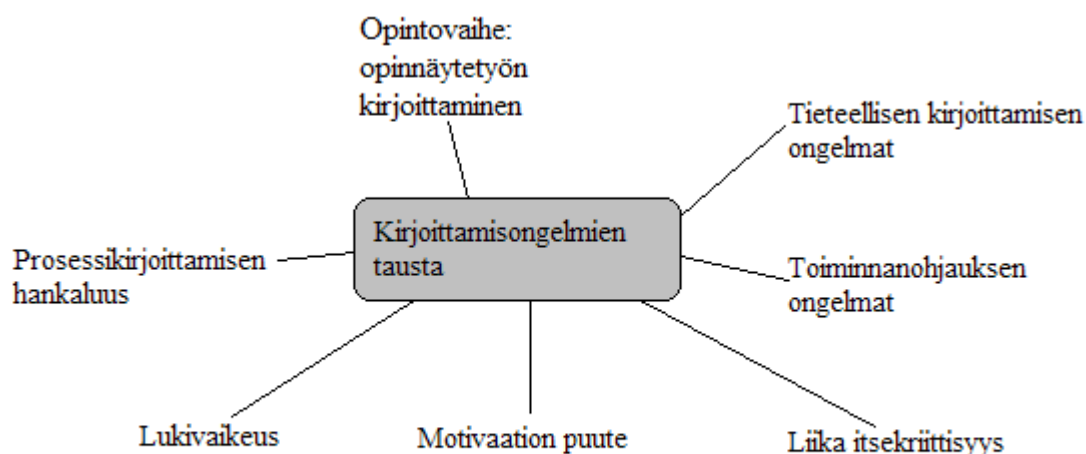 Opintovaihe:
opinnäytetyön
kirjoittaminen
Tieteellisen kirjoittamisen
ongelmat
Kirjoittamisongelmien
tausta
Prosessikirjoittamisen
hankaluus
Toiminnanohjauksen
ongelmat
Lukivaikeus
Motivaation puute
Liika itsekriittisyys